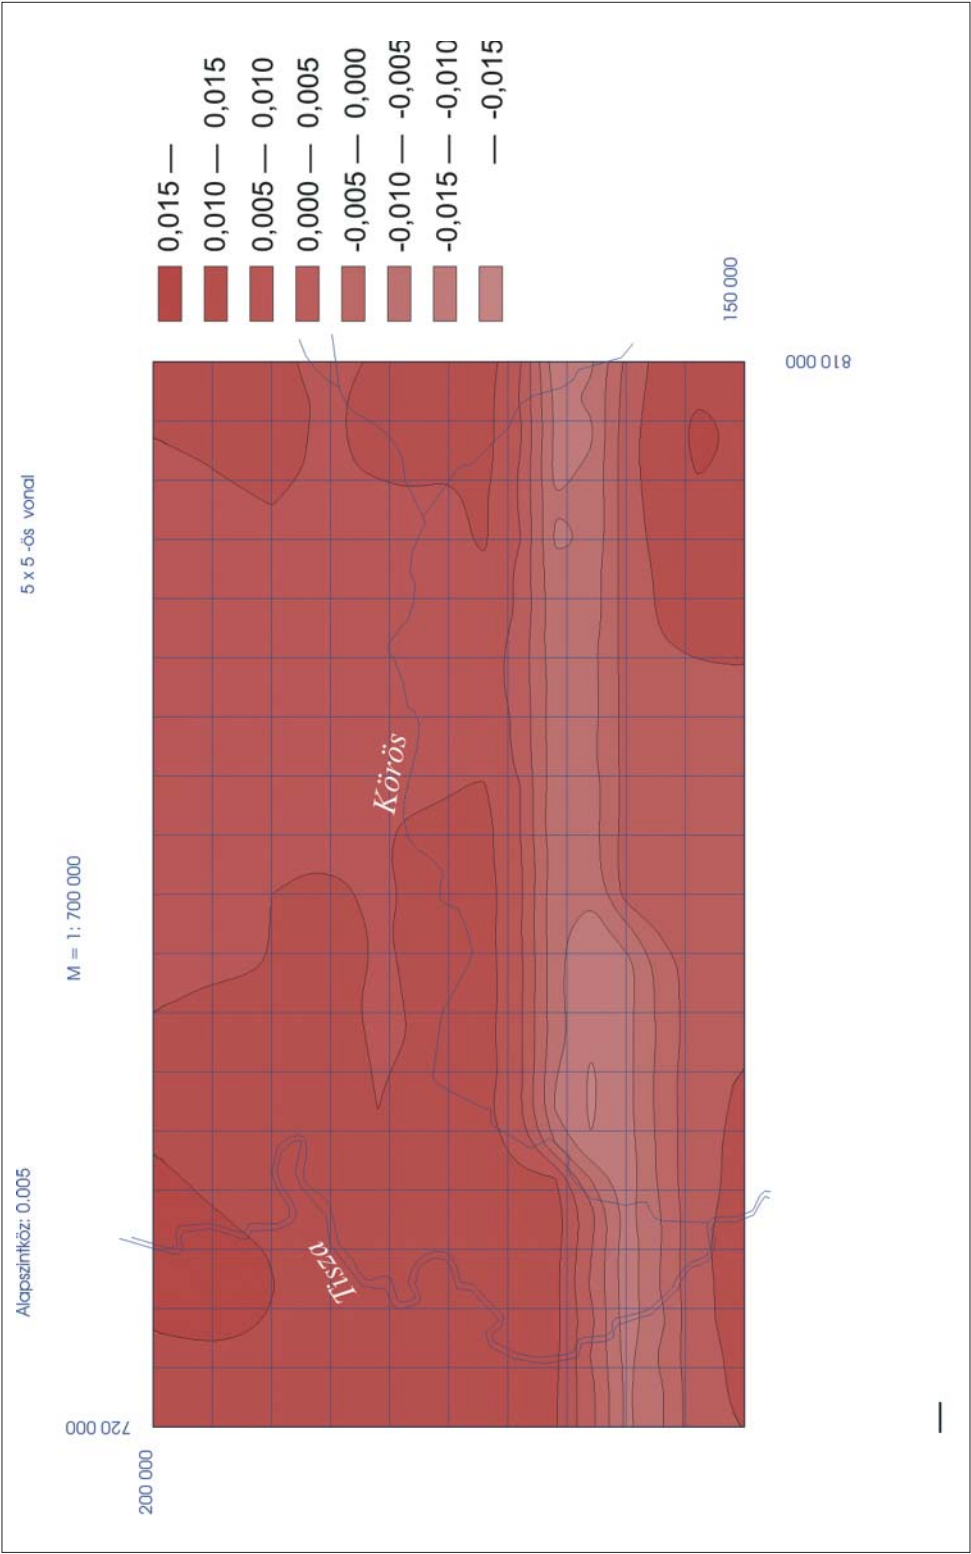 Alapszintköz: 0.005
M = 1: 700 000
5 x 5 -ös vonal
720 000
200 000
810 000
150 000
Tisza
Körös
0,015 —
0,010 — 0,015
0,005 — 0,010
0,000 — 0,005
-0,005 — 0,000
-0,010 — -0,005
-0,015 — -0,010
— -0,015